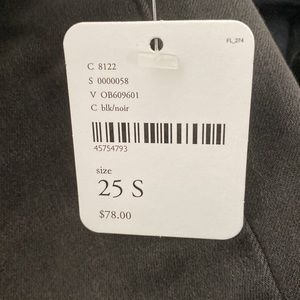 FL_274
C 8122
S 0000058
V OB609601
C blk/noir
45754793
size
25 S
$78.00